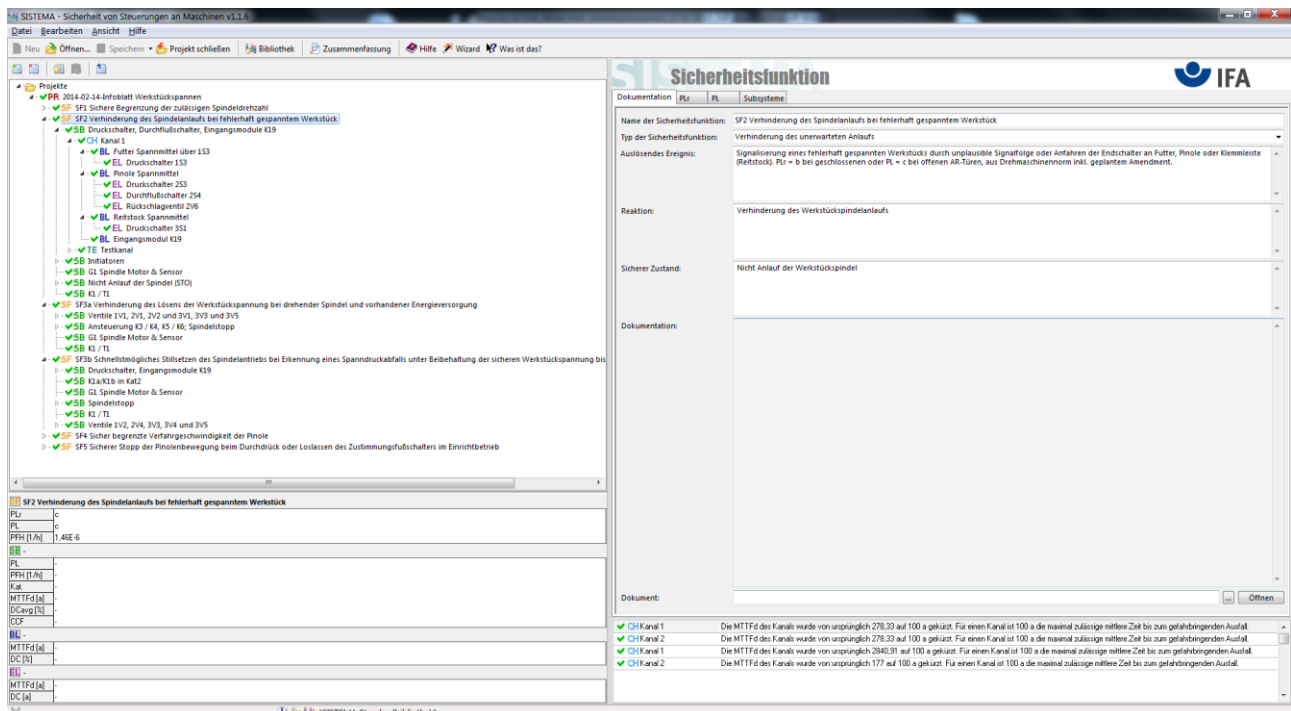 SISTEMA - Sicherheit von Steuerungen an Maschinen v1.1.6
Datei Bearbeiten Ansicht Hilfe
Neu Öffnen... Speichern Projekt schließen Bibliothek Zusammenfassung Hilfe Wizard Was ist das?
Projekte
PR 2014-02-14-Infoblatt Werkstückspannen
SF SF1 Sichere Begrenzung der zulässigen Spindeldrehzahl
SF SF2 Verhinderung des Spindelanlaufs bei fehlerhaft gespanntem Werkstück
SB Druckschalter, Durchflußschalter, Eingangsmodule K19
CH Kanal 1
BL Futter Spannmittel über 1S3
EL Druckschalter 1S3
BL Pinole Spannmittel
EL Druckschalter 2S3
EL Durchflußschalter 2S4
EL Rückschlagventil 2V6
BL Reitstock Spannmittel
EL Druckschalter 3S1
BL Eingangsmodul K19
TE Testkanal
SB Initiatoren
SB G1 Spindle Motor & Sensor
SB Nicht Anlauf der Spindel (STO)
SB K1 / T1
SF SF3a Verhinderung des Lösens der Werkstückspannung bei drehender Spindel und vorhandener Energieversorgung
SB Ventile 1V1, 2V1, 2V2 und 3V1, 3V3 und 3V5
SB Ansteuerung K3 / K4, K5 / K6; Spindelstopp
SB G1 Spindle Motor & Sensor
SB K1 / T1
SF SF3b Schnellstmögliches Stillsetzen des Spindelantriebs bei Erkennung eines Spanndruckabfalls unter Beibehaltung der sicheren Werkstückspannung bis
SB Druckschalter, Eingangsmodule K19
SB K1a/K1b in Kat2
SB G1 Spindle Motor & Sensor
SB Spindelstopp
SB K1 / T1
SB Ventile 1V2, 2V4, 3V3, 3V4 und 3V5
SF SF4 Sicher begrenzte Verfahrgeschwindigkeit der Pinole
SF SF5 Sicherer Stopp der Pinolenbewegung beim Durchdrück oder Loslassen des Zustimmungsfußschalters im Einrichtbetrieb
SF2 Verhinderung des Spindelanlaufs bei fehlerhaft gespanntem Werkstück
PLr c
PL c
PFH [1/h] 1,46E-6
SB -
PL -
PFH [1/h] -
Kat. -
MTTFd [a] -
DCavg [%] -
CCF -
BL -
MTTFd [a] -
DC [%] -
EL -
MTTFd [a] -
DC [a] -
SISTEMA
Sicherheitsfunktion
IFA
Dokumentation PLr PL Subsysteme
Name der Sicherheitsfunktion: SF2 Verhinderung des Spindelanlaufs bei fehlerhaft gespanntem Werkstück
Typ der Sicherheitsfunktion: Verhinderung des unerwarteten Anlaufs
Auslösendes Ereignis: Signalisierung eines fehlerhaft gespannten Werkstücks durch unplausible Signalfolge oder Anfahren der Endschalter an Futter, Pinole oder Klemmleiste
(Reitstock). PLr = b bei geschlossenen oder PL = c bei offenen AR-Türen, aus Drehmaschinennorm inkl. geplantem Amendment.
Reaktion: Verhinderung des Werkstückspindelanlaufs
Sicherer Zustand: Nicht Anlauf der Werkstückspindel
Dokumentation:
Dokument: ... Öffnen
CH Kanal 1 Die MTTFd des Kanals wurde von ursprünglich 278,33 auf 100 a gekürzt. Für einen Kanal ist 100 a die maximal zulässige mittlere Zeit bis zum gefahrbringenden Ausfall.
CH Kanal 2 Die MTTFd des Kanals wurde von ursprünglich 278,33 auf 100 a gekürzt. Für einen Kanal ist 100 a die maximal zulässige mittlere Zeit bis zum gefahrbringenden Ausfall.
CH Kanal 1 Die MTTFd des Kanals wurde von ursprünglich 2840,91 auf 100 a gekürzt. Für einen Kanal ist 100 a die maximal zulässige mittlere Zeit bis zum gefahrbringenden Ausfall.
CH Kanal 2 Die MTTFd des Kanals wurde von ursprünglich 177 auf 100 a gekürzt. Für einen Kanal ist 100 a die maximal zulässige mittlere Zeit bis zum gefahrbringenden Ausfall.